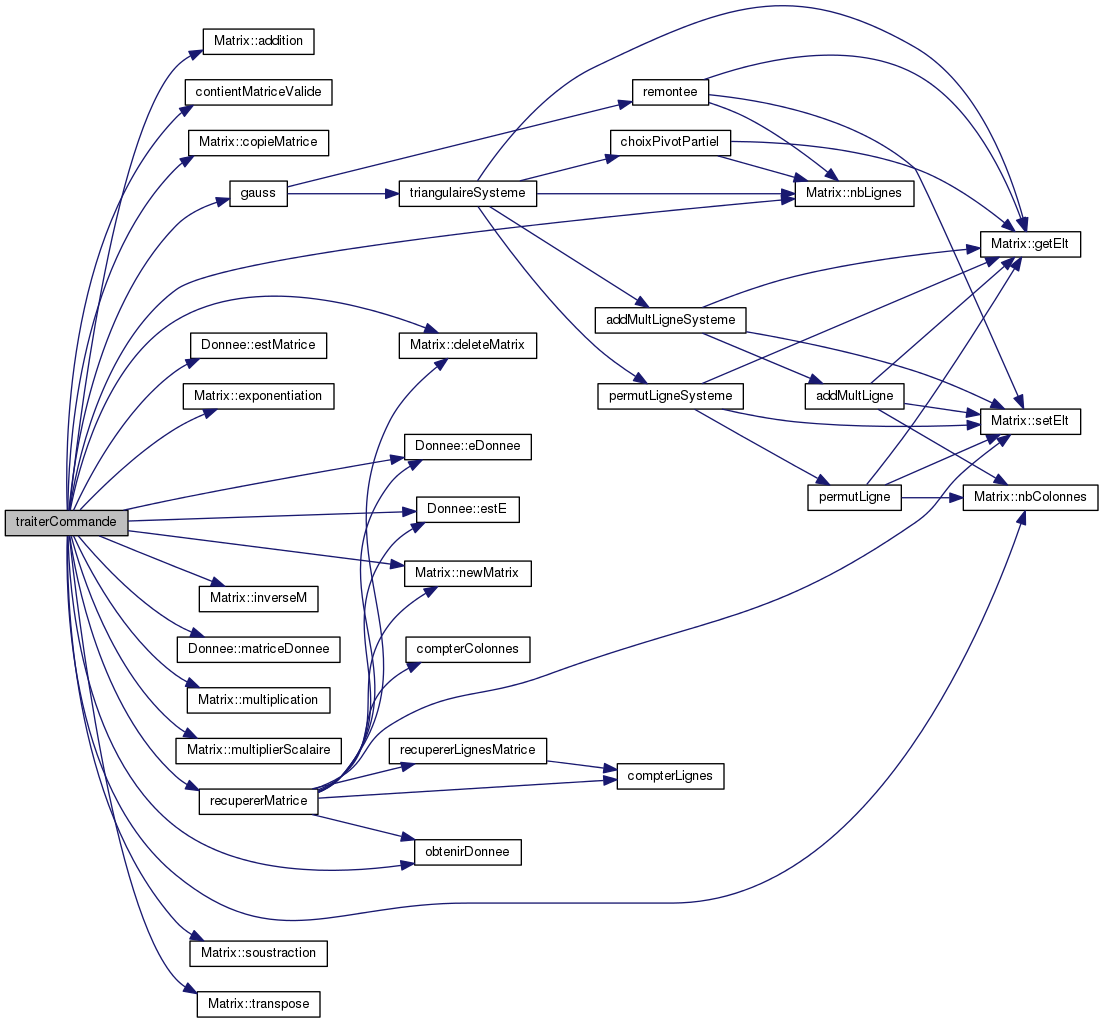 Matrix::addition
remontee
contientMatriceValide
choixPivotPartiel
Matrix::copieMatrice
gauss
triangulaireSysteme
Matrix::nbLignes
Matrix::getElt
addMultLigneSysteme
Donnee::estMatrice
Matrix::deleteMatrix
Matrix::exponentiation
permutLigneSysteme
addMultLigne
Matrix::setElt
Donnee::eDonnee
permutLigne
Matrix::nbColonnes
Donnee::estE
traiterCommande
Matrix::newMatrix
Matrix::inverseM
Donnee::matriceDonnee
compterColonnes
Matrix::multiplication
Matrix::multiplierScalaire
recupererLignesMatrice
compterLignes
recupererMatrice
obtenirDonnee
Matrix::soustraction
Matrix::transpose